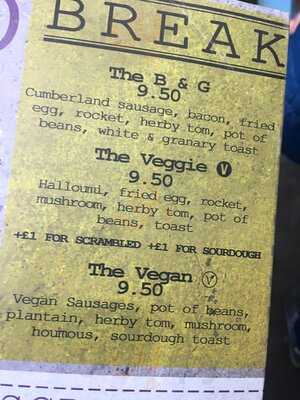 BREAK
The B & G
9.50
Cumberland sausage, bacon, fried
egg, rocket, herby tom, pot of
beans, white & granary toast
The Veggie V
9.50
Halloumi, fried egg, rocket,
mushroom, herby tom, pot of
beans, toast
+£1 FOR SCRAMBLED +£1 FOR SOURDOUGH
The Vegan V
9.50
Vegan Sausages, pot of beans,
plantain, herby tom, mushroom,
houmous, sourdough toast